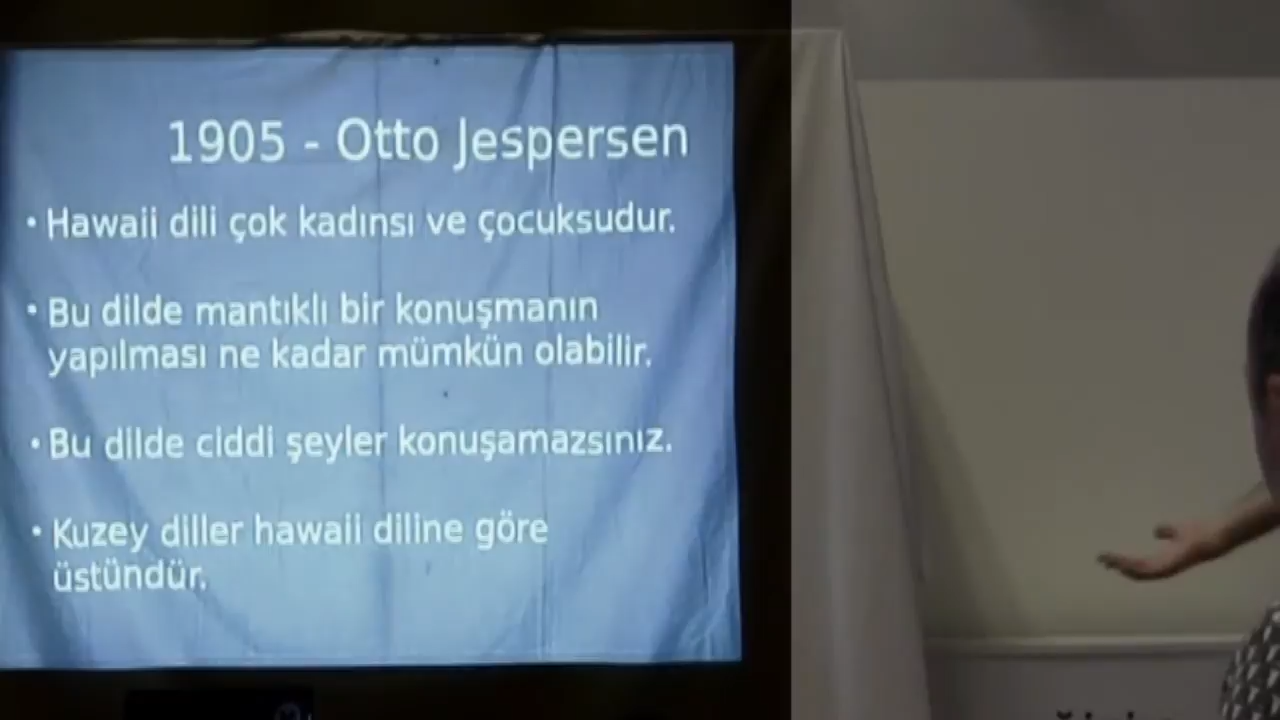 1905 - Otto Jespersen
• Hawaii dili çok kadınsı ve çocuksudur.
• Bu dilde mantıklı bir konuşmanın
yapılması ne kadar mümkün olabilir.
• Bu dilde ciddi şeyler konuşamazsınız.
• Kuzey diller hawaii diline göre
üstündür.